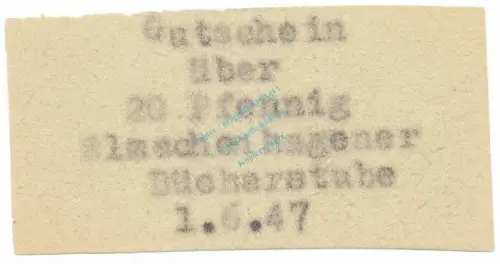 Gutschein
über
20 Pfennig
Elmschenhagener
Bücherstube
1.6.47